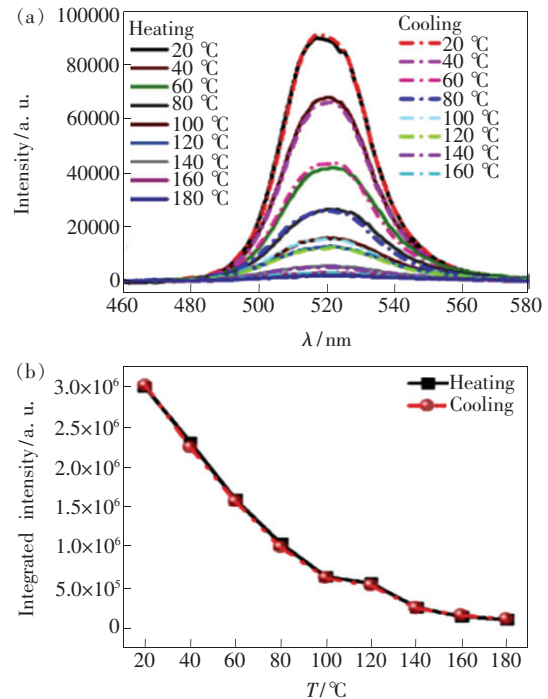 (a)
100000
80000
60000
40000
20000
0
Intensity/a. u.
Heating
20 ℃
40 ℃
60 ℃
80 ℃
100 ℃
120 ℃
140 ℃
160 ℃
180 ℃
Cooling
20 ℃
40 ℃
60 ℃
80 ℃
100 ℃
120 ℃
140 ℃
160 ℃
460 480 500 520 540 560 580
λ/nm
(b)
3.0×10⁶
2.5×10⁶
2.0×10⁶
1.5×10⁶
1.0×10⁶
5.0×10⁵
0
Integrated intensity/a. u.
Heating
Cooling
20 40 60 80 100 120 140 160 180
T/℃